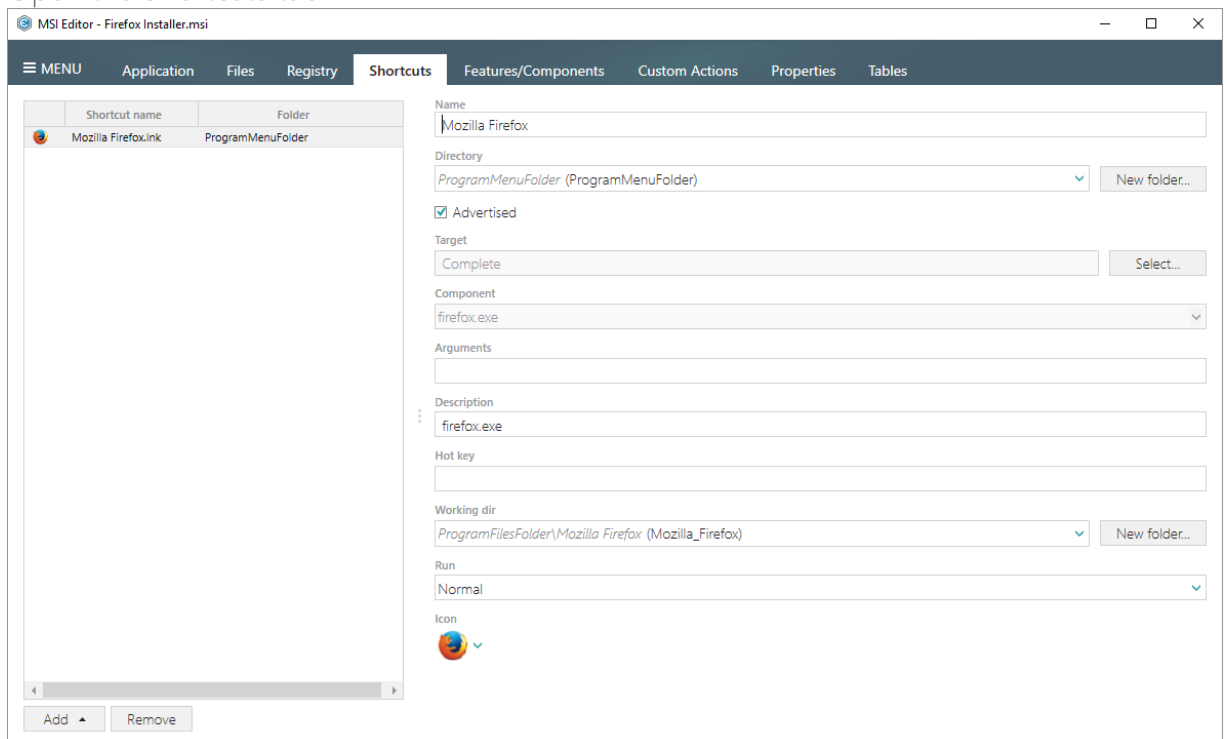 MSI Editor - Firefox Installer.msi
MENU Application Files Registry Shortcuts Features/Components Custom Actions Properties Tables
Shortcut name Folder
Mozilla Firefox.lnk ProgramMenuFolder
Name
Mozilla Firefox
Directory
ProgramMenuFolder (ProgramMenuFolder) New folder...
Advertised
Target
Complete Select...
Component
firefox.exe
Arguments
Description
firefox.exe
Hot key
Working dir
ProgramFilesFolder\Mozilla Firefox (Mozilla_Firefox) New folder...
Run
Normal
Icon
Add Remove